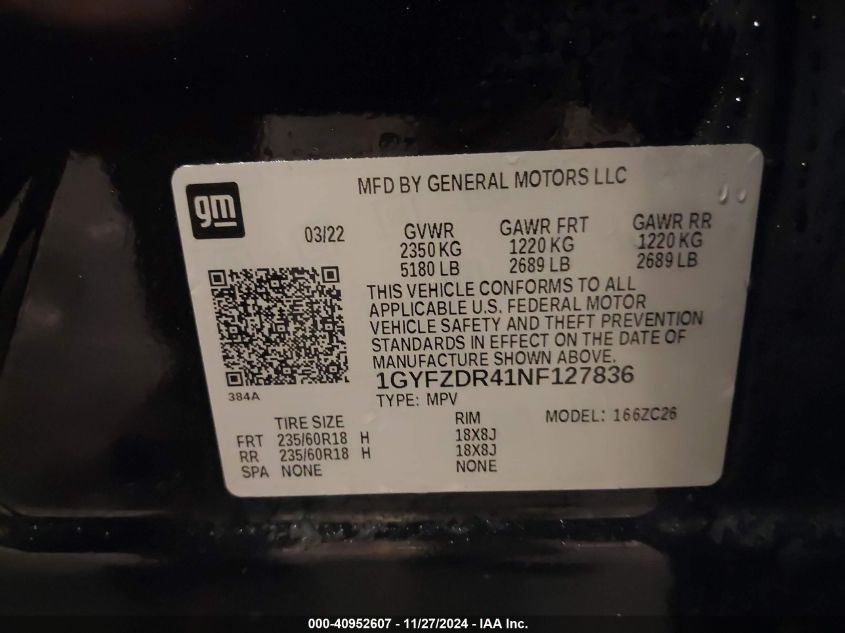 gm
MFD BY GENERAL MOTORS LLC
03/22 GVWR GAWR FRT GAWR RR
2350 KG 1220 KG 1220 KG
5180 LB 2689 LB 2689 LB
THIS VEHICLE CONFORMS TO ALL
APPLICABLE U.S. FEDERAL MOTOR
VEHICLE SAFETY AND THEFT PREVENTION
STANDARDS IN EFFECT ON THE DATE OF
MANUFACTURE SHOWN ABOVE.
1GYFZDR41NF127836
384A
TYPE: MPV
TIRE SIZE RIM MODEL: 166ZC26
FRT 235/60R18 H 18X8J
RR 235/60R18 H 18X8J
SPA NONE NONE
000-40952607 - 11/27/2024 - IAA Inc.